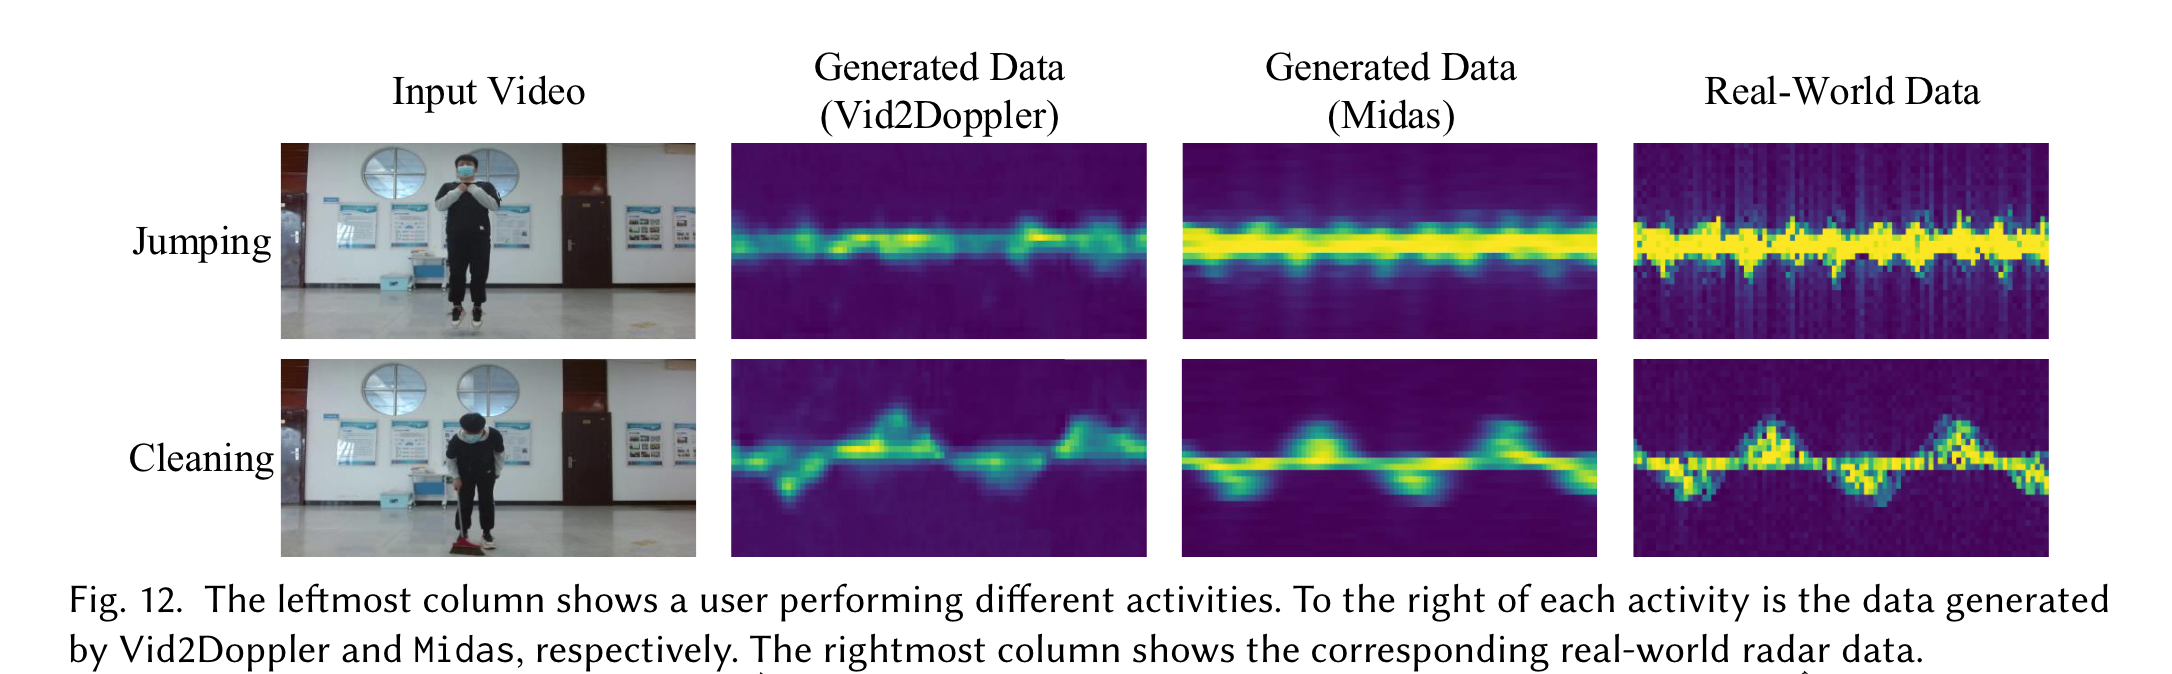 Input Video
Generated Data
(Vid2Doppler)
Generated Data
(Midas)
Real-World Data
Jumping
Cleaning
Fig. 12. The leftmost column shows a user performing different activities. To the right of each activity is the data generated
by Vid2Doppler and Midas, respectively. The rightmost column shows the corresponding real-world radar data.